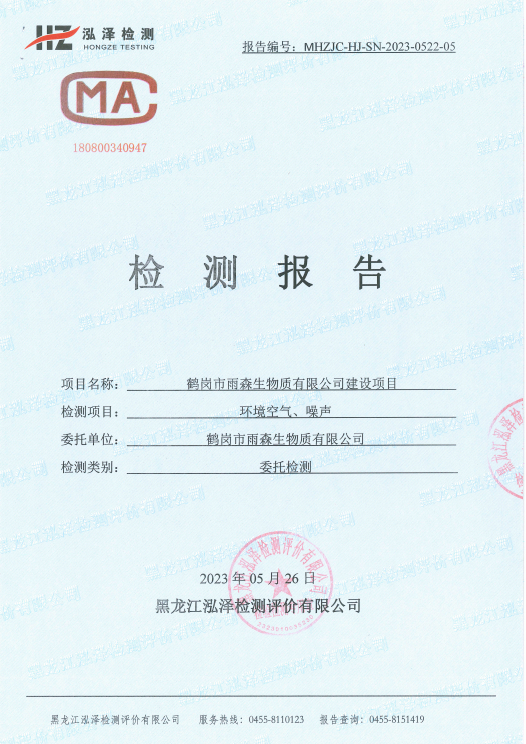 HZ 泓泽检测
HONGZE TESTING
报告编号：MHZJC-HJ-SN-2023-0522-05
MA
180800340947
检测报告
项目名称： 鹤岗市雨森生物质有限公司建设项目
检测项目： 环境空气、噪声
委托单位： 鹤岗市雨森生物质有限公司
检测类别： 委托检测
2023 年 05 月 26 日
黑龙江泓泽检测评价有限公司
黑龙江泓泽检测评价有限公司 服务热线：0455-8110123 报告查询：0455-8151419